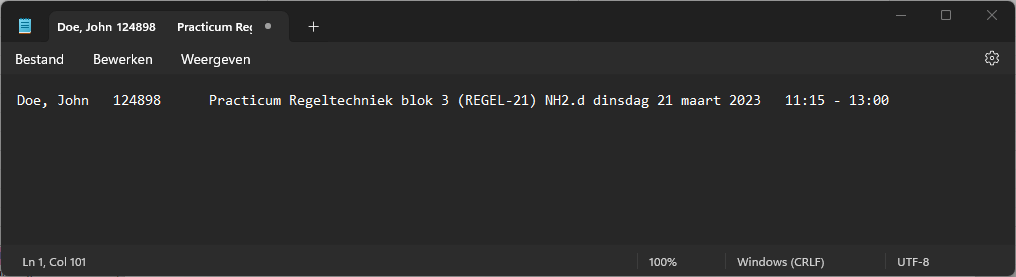 Doe, John 124898 Practicum Reg
Bestand Bewerken Weergeven
Doe, John 124898 Practicum Regeltechniek blok 3 (REGEL-21) NH2.d dinsdag 21 maart 2023 11:15 - 13:00
Ln 1, Col 101 100% Windows (CRLF) UTF-8